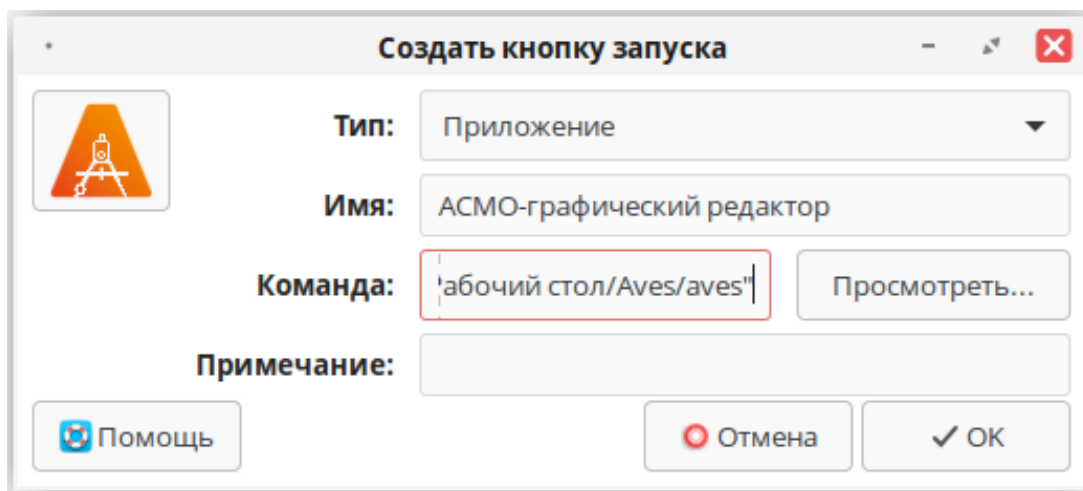 Создать кнопку запуска
Тип: Приложение
Имя: АСМО-графический редактор
Команда: абочий стол/Aves/aves" Просмотреть...
Примечание:
Помощь Отмена OK